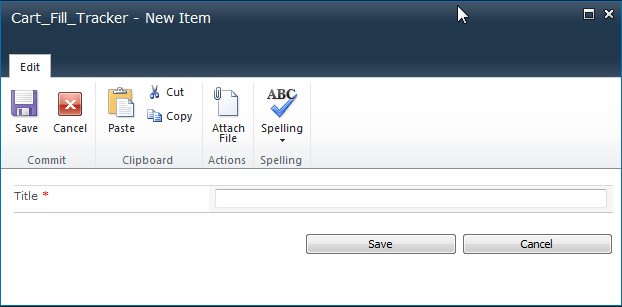 Cart_Fill_Tracker - New Item
Edit
Save
Cancel
Paste
Cut
Copy
Attach
File
ABC
Spelling
Commit
Clipboard
Actions
Spelling
Title *
Save
Cancel